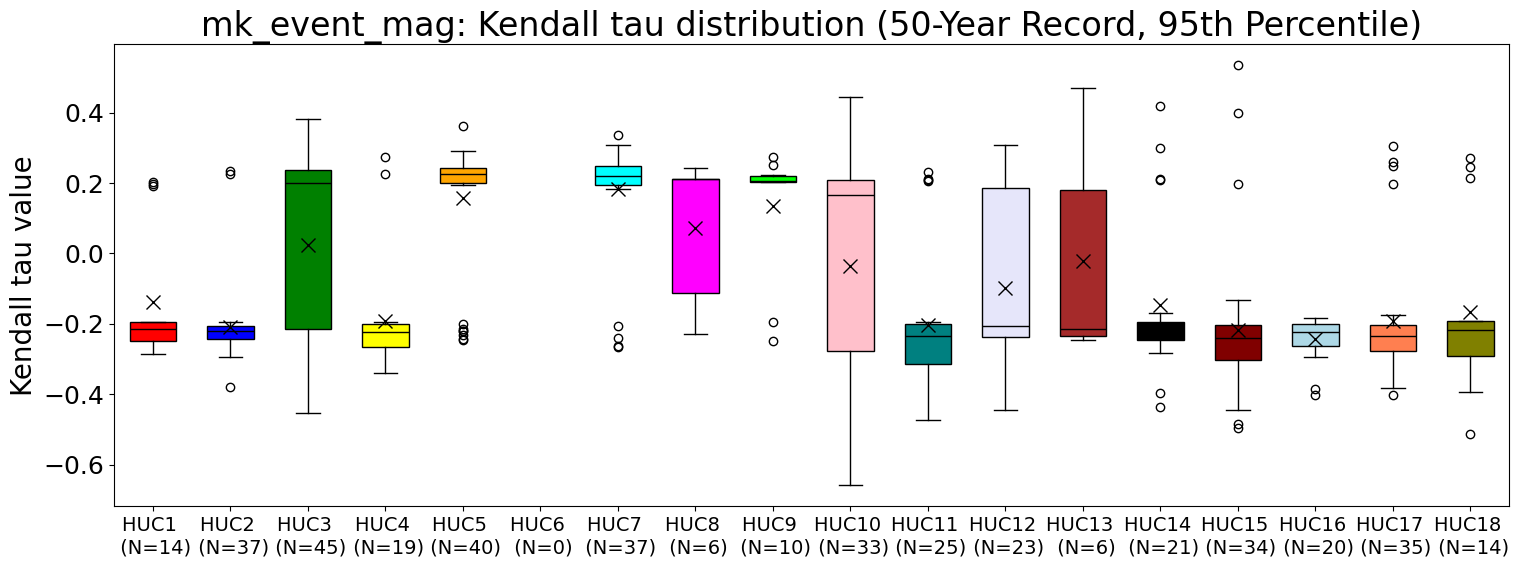 mk_event_mag: Kendall tau distribution (50-Year Record, 95th Percentile)
Kendall tau value
0.4
0.2
0.0
−0.2
−0.4
−0.6
HUC1 HUC2 HUC3 HUC4 HUC5 HUC6 HUC7 HUC8 HUC9 HUC10 HUC11 HUC12 HUC13 HUC14 HUC15 HUC16 HUC17 HUC18
(N=14) (N=37) (N=45) (N=19) (N=40) (N=0) (N=37) (N=6) (N=10) (N=33) (N=25) (N=23) (N=6) (N=21) (N=34) (N=20) (N=35) (N=14)